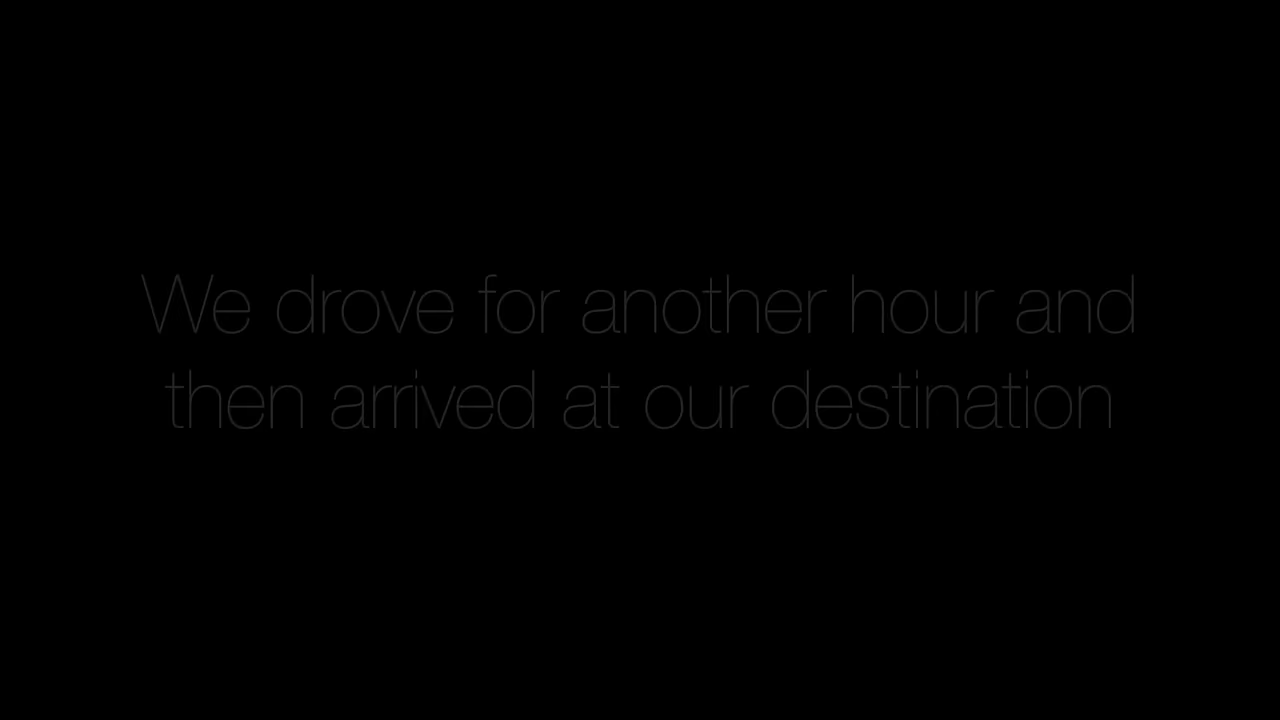 We drove for another hour and
then arrived at our destination